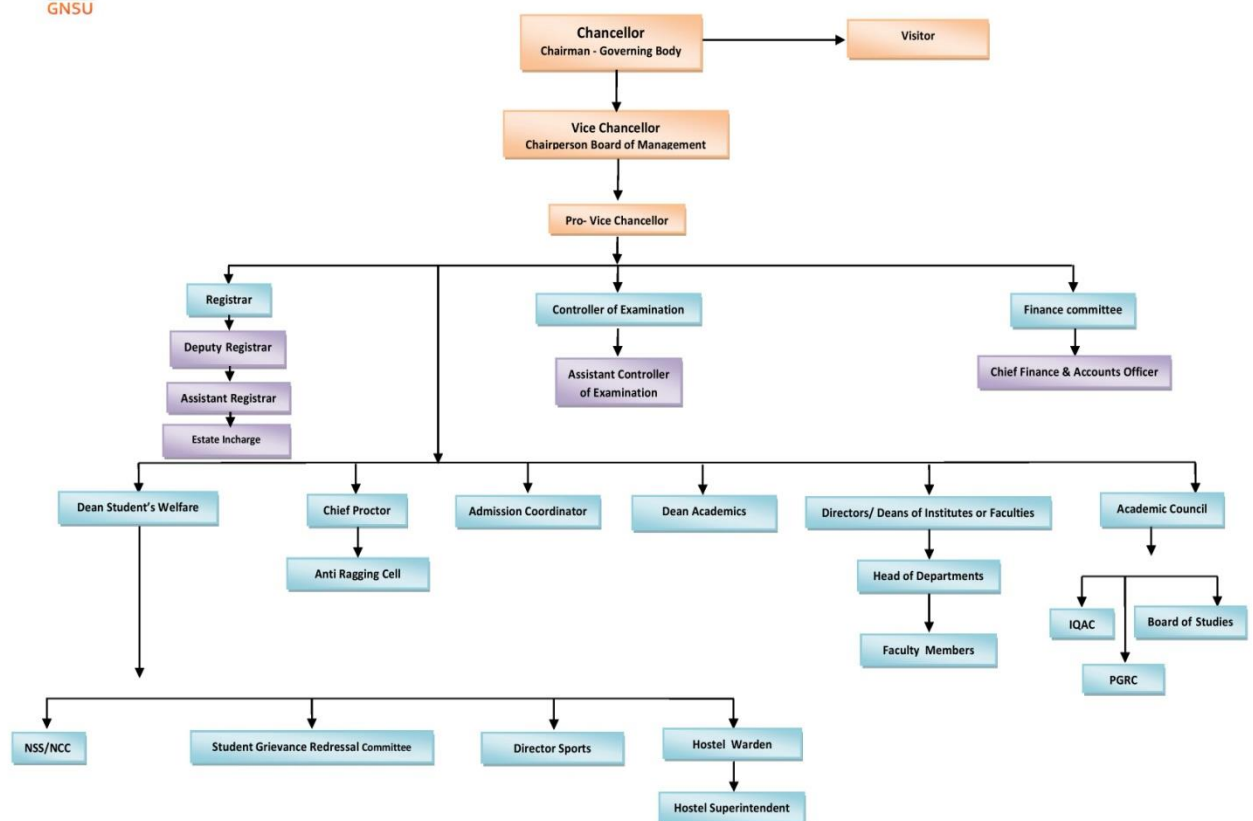 GNSU
Chancellor
Chairman - Governing Body
Visitor
Vice Chancellor
Chairperson Board of Management
Pro- Vice Chancellor
Registrar
Controller of Examination
Finance committee
Deputy Registrar
Assistant Controller
of Examination
Chief Finance & Accounts Officer
Assistant Registrar
Estate Incharge
Dean Student’s Welfare
Chief Proctor
Admission Coordinator
Dean Academics
Directors/ Deans of Institutes or Faculties
Academic Council
Anti Ragging Cell
Head of Departments
IQAC
Board of Studies
Faculty Members
PGRC
NSS/NCC
Student Grievance Redressal Committee
Director Sports
Hostel Warden
Hostel Superintendent